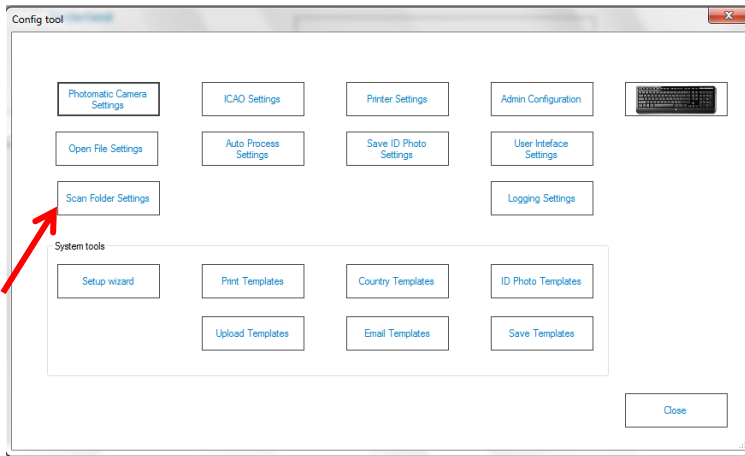 Config tool
Photomatic Camera
Settings
ICAO Settings
Printer Settings
Admin Configuration
Open File Settings
Auto Process
Settings
Save ID Photo
Settings
User Inteface
Settings
Scan Folder Settings
Logging Settings
System tools
Setup wizard
Print Templates
Country Templates
ID Photo Templates
Upload Templates
Email Templates
Save Templates
Close